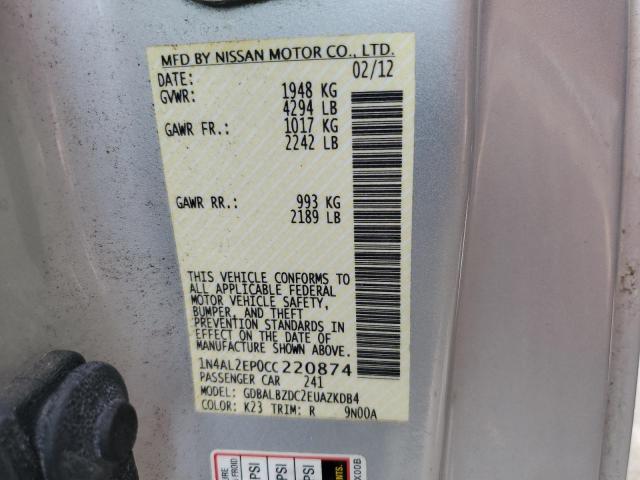 MFD BY NISSAN MOTOR CO., LTD.
DATE: 02/12
GVWR: 1948 KG
4294 LB
GAWR FR.: 1017 KG
2242 LB
GAWR RR.: 993 KG
2189 LB
THIS VEHICLE CONFORMS TO
ALL APPLICABLE FEDERAL
MOTOR VEHICLE SAFETY,
BUMPER, AND THEFT
PREVENTION STANDARDS IN
EFFECT ON THE DATE OF
MANUFACTURE SHOWN ABOVE.
1N4AL2EP0CC220874
PASSENGER CAR 241
MODEL: GDBALBZDC2EUAZKDB4
COLOR: K23 TRIM: R 9N00A
PSI PSI PSI